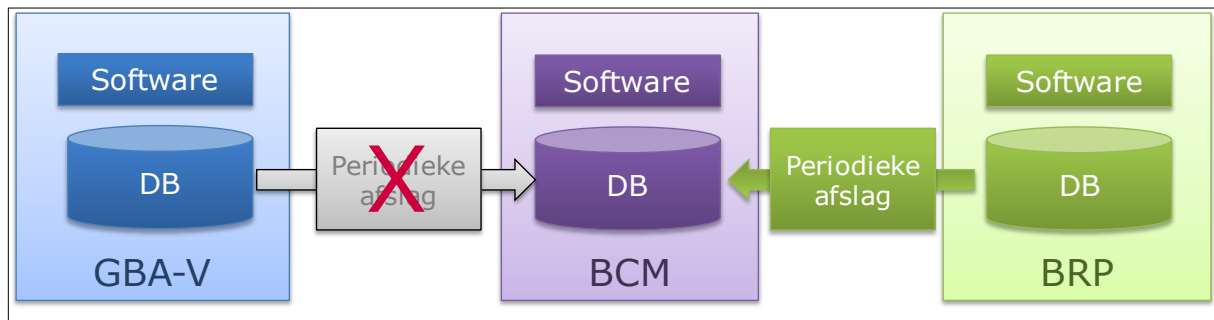 Software
DB
GBA-V
Periodieke
afslag
X
Software
DB
BCM
Periodieke
afslag
Software
DB
BRP